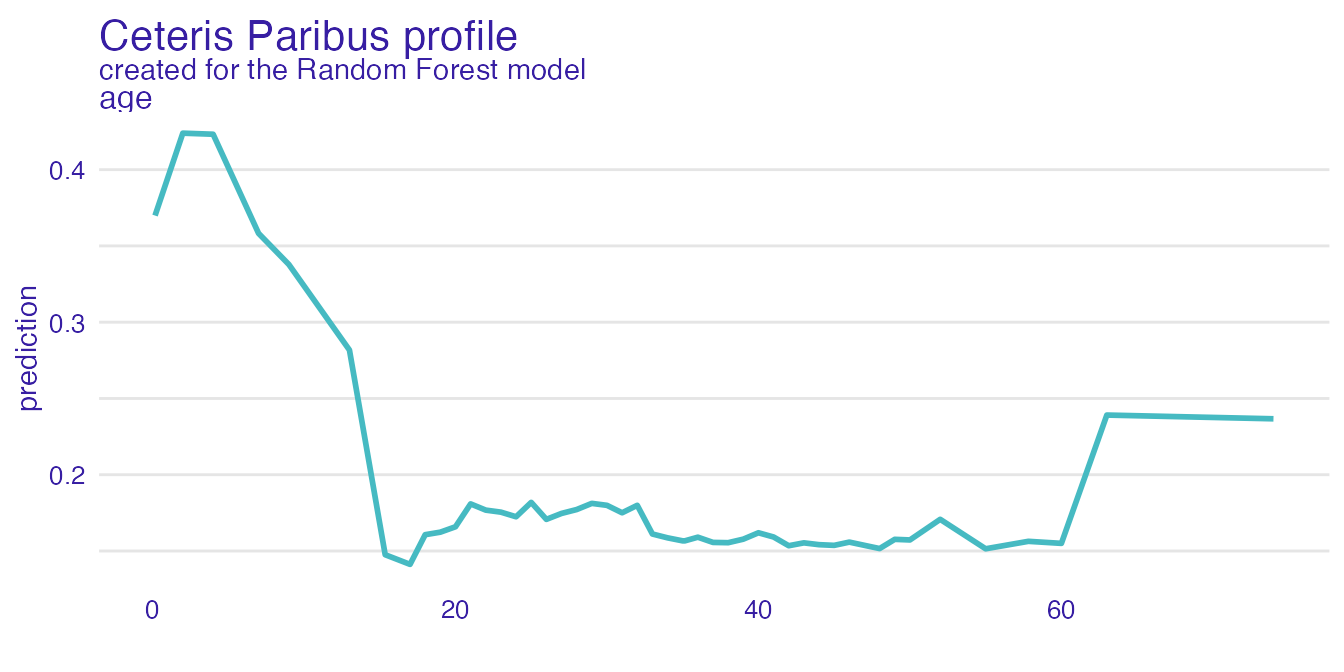 Ceteris Paribus profile
created for the Random Forest model
age
0.4
0.3
0.2
prediction
0 20 40 60